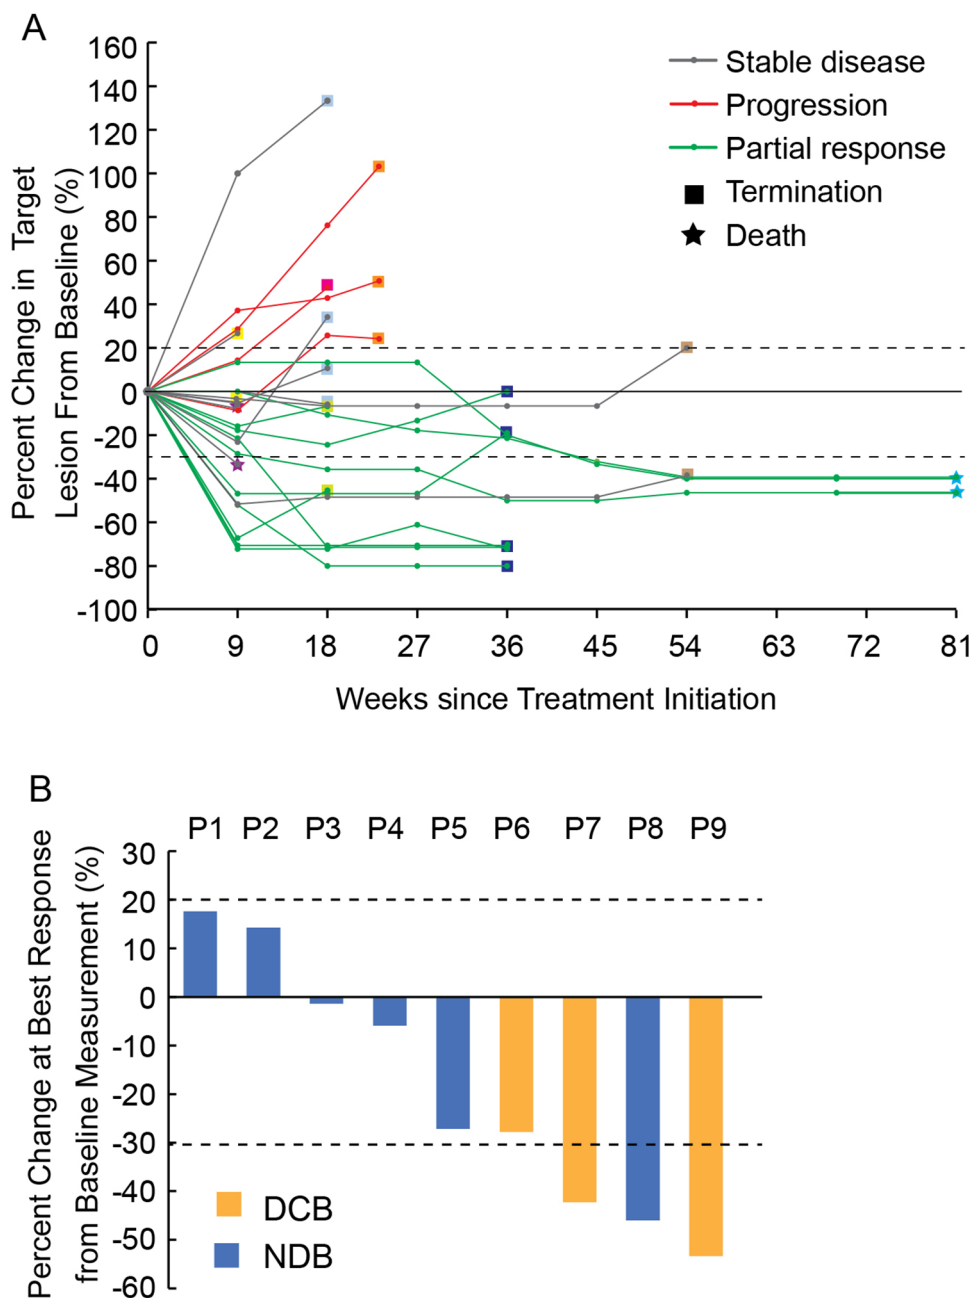 A
160
140
120
100
80
60
40
20
0
-20
-40
-60
-80
-100
Percent Change in Target
Lesion From Baseline (%)
Stable disease
Progression
Partial response
Termination
Death
0 9 18 27 36 45 54 63 72 81
Weeks since Treatment Initiation
B
P1 P2 P3 P4 P5 P6 P7 P8 P9
30
20
10
0
-10
-20
-30
-40
-50
-60
Percent Change at Best Response
from Baseline Measurement (%)
DCB
NDB